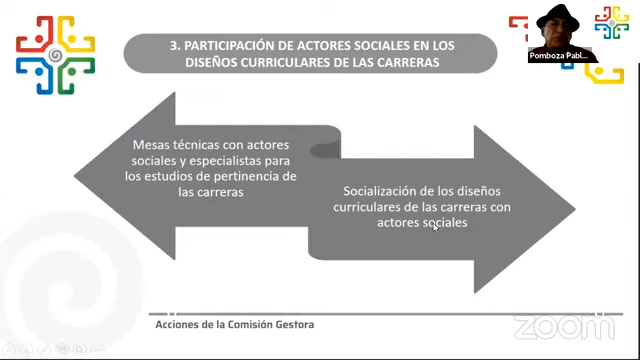 3. PARTICIPACIÓN DE ACTORES SOCIALES EN LOS
DISEÑOS CURRICULARES DE LAS CARRERAS
Pomboza Pabl...
Mesas técnicas con actores
sociales y especialistas para
los estudios de pertinencia de
las carreras
Socialización de los diseños
curriculares de las carreras con
actores sociales
Acciones de la Comisión Gestora
zoom